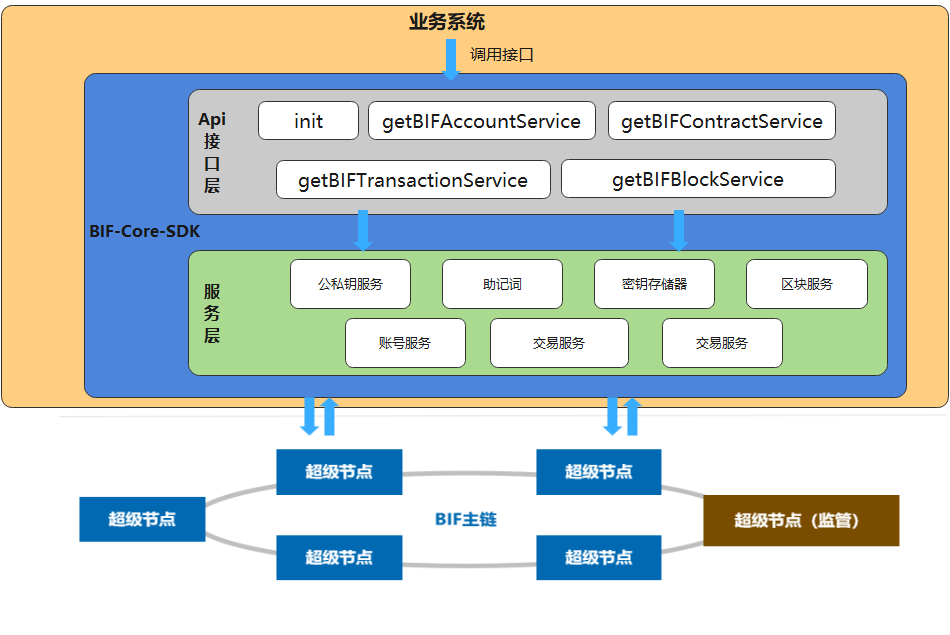 业务系统
调用接口
Api
接
口
层
init
getBIFAccountService
getBIFContractService
getBIFTransactionService
getBIFBlockService
BIF-Core-SDK
服
务
层
公私钥服务
助记词
密钥存储器
区块服务
账号服务
交易服务
交易服务
超级节点
超级节点
超级节点
BIF主链
超级节点（监管）
超级节点
超级节点